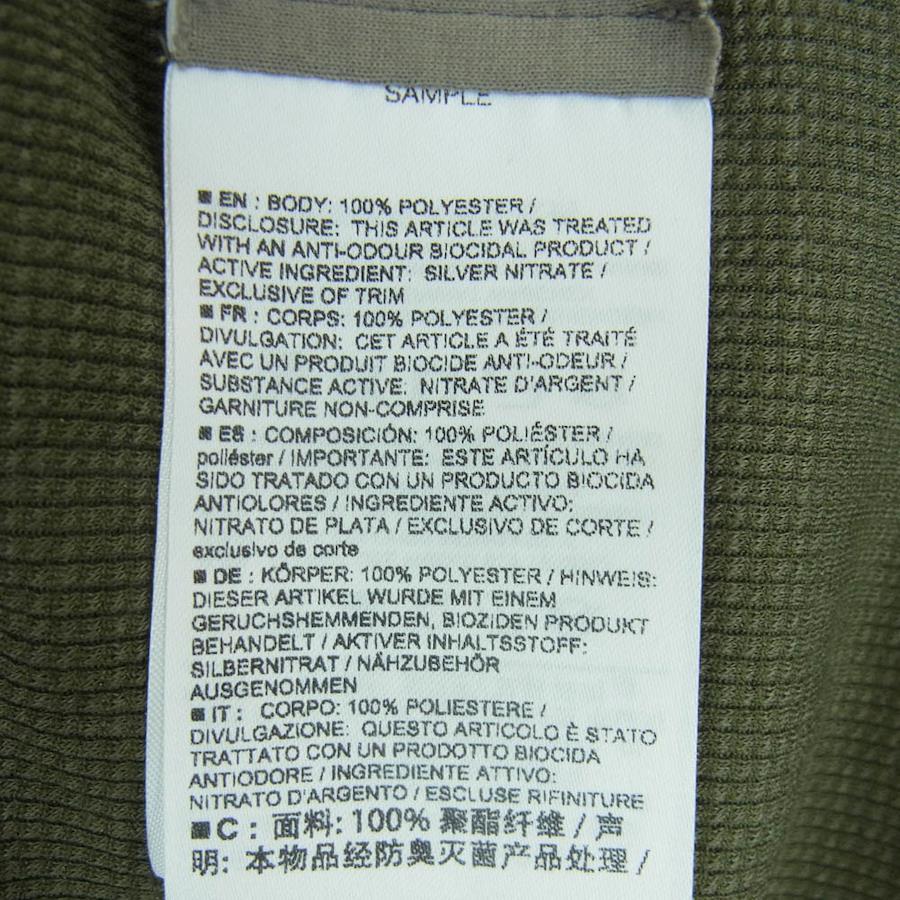 SAMPLE
■ EN : BODY: 100% POLYESTER /
DISCLOSURE: THIS ARTICLE WAS TREATED
WITH AN ANTI-ODOUR BIOCIDAL PRODUCT /
ACTIVE INGREDIENT: SILVER NITRATE /
EXCLUSIVE OF TRIM
■ FR : CORPS: 100% POLYESTER /
DIVULGATION: CET ARTICLE A ÉTÉ TRAITÉ
AVEC UN PRODUIT BIOCIDE ANTI-ODEUR /
SUBSTANCE ACTIVE: NITRATE D'ARGENT /
GARNITURE NON-COMPRISE
■ ES : COMPOSICIÓN: 100% POLIÉSTER /
poliéster / IMPORTANTE: ESTE ARTÍCULO HA
SIDO TRATADO CON UN PRODUCTO BIOCIDA
ANTIOLORES / INGREDIENTE ACTIVO:
NITRATO DE PLATA / EXCLUSIVO DE CORTE /
exclusivo de corte
■ DE : KÖRPER: 100% POLYESTER / HINWEIS:
DIESER ARTIKEL WURDE MIT EINEM
GERUCHSHEMMENDEN, BIOZIDEN PRODUKT
BEHANDELT / AKTIVER INHALTSSTOFF:
SILBERNITRAT / NÄHZUBEHÖR
AUSGENOMMEN
■ IT : CORPO: 100% POLIESTERE /
DIVULGAZIONE: QUESTO ARTICOLO È STATO
TRATTATO CON UN PRODOTTO BIOCIDA
ANTIODORE / INGREDIENTE ATTIVO:
NITRATO D'ARGENTO / ESCLUSE RIFINITURE
■C : 面料: 100% 聚酯纤维 / 声
明: 本物品经防臭灭菌产品处理 /